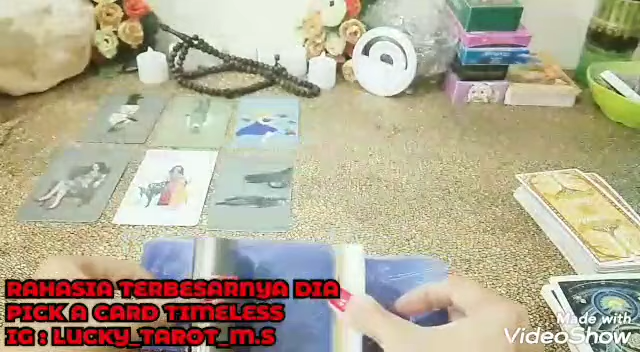 RAHASIA TERBESARNYA DIA
PICK A CARD TIMELESS
IG : LUCKY_TAROT_M.S
Made with
VideoShow